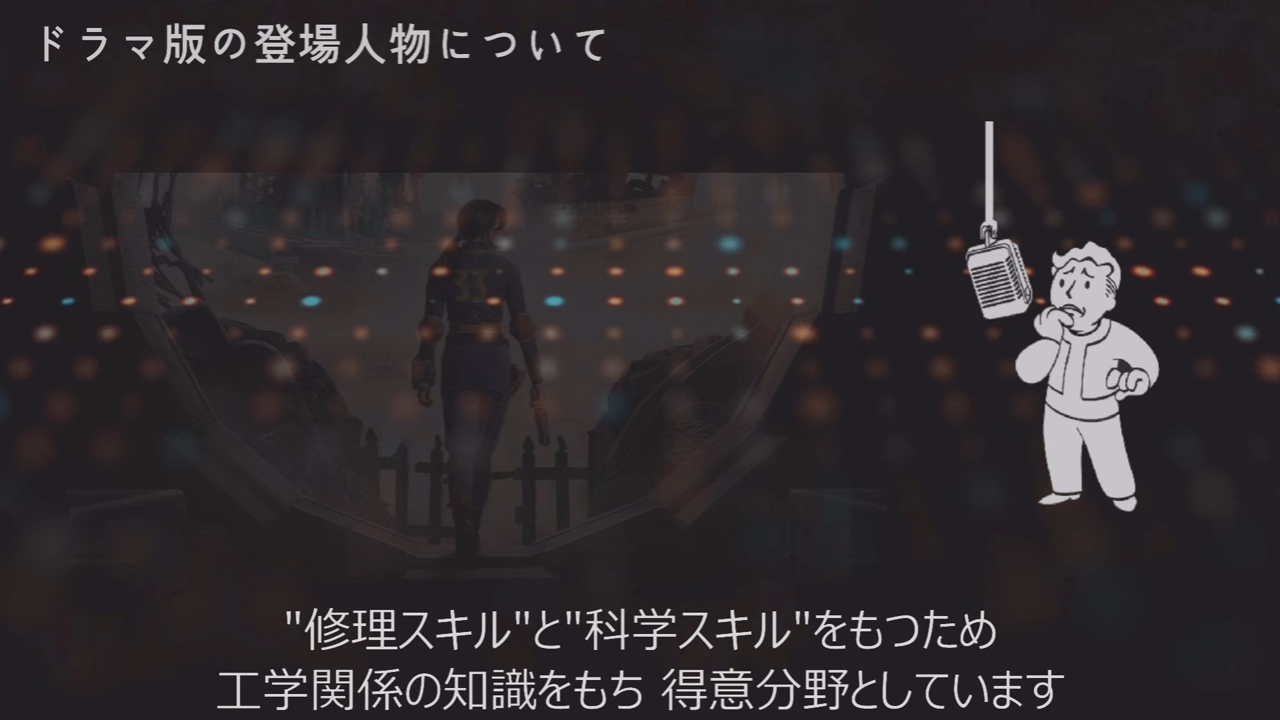 ドラマ版の登場人物について
33
"修理スキル"と"科学スキル"をもつため
工学関係の知識をもち 得意分野としています